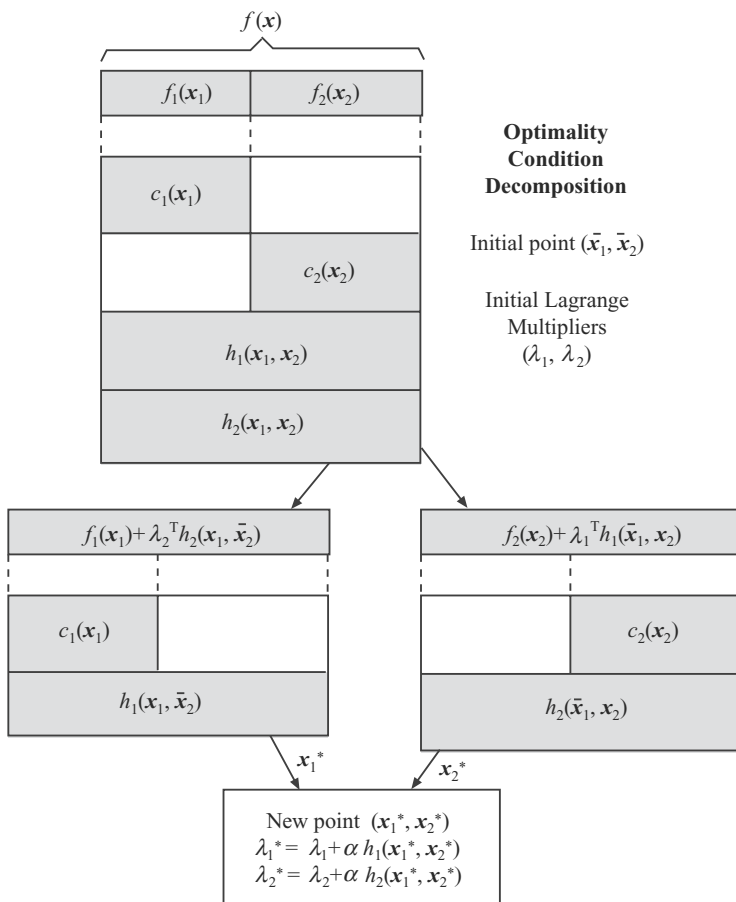 f(x)
f₁(x₁) f₂(x₂)
Optimality
Condition
Decomposition
c₁(x₁)
Initial point (x̄₁, x̄₂)
c₂(x₂)
Initial Lagrange
Multipliers
(λ₁, λ₂)
h₁(x₁, x₂)
h₂(x₁, x₂)
f₁(x₁)+λ₂ᵀh₂(x₁, x̄₂)
f₂(x₂)+λ₁ᵀh₁(x̄₁, x₂)
c₁(x₁)
c₂(x₂)
h₁(x₁, x̄₂)
h₂(x̄₁, x₂)
x₁*
x₂*
New point (x₁*, x₂*)
λ₁* = λ₁+α h₁(x₁*, x₂*)
λ₂* = λ₂+α h₂(x₁*, x₂*)